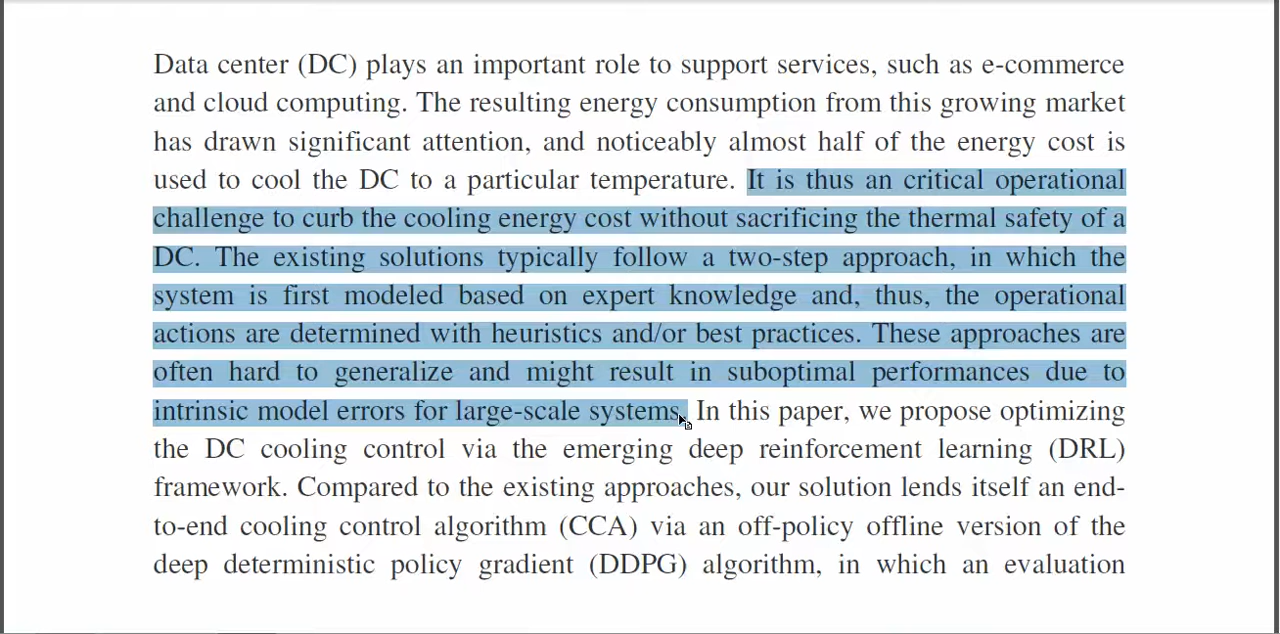 Data center (DC) plays an important role to support services, such as e-commerce
and cloud computing. The resulting energy consumption from this growing market
has drawn significant attention, and noticeably almost half of the energy cost is
used to cool the DC to a particular temperature. It is thus an critical operational
challenge to curb the cooling energy cost without sacrificing the thermal safety of a
DC. The existing solutions typically follow a two-step approach, in which the
system is first modeled based on expert knowledge and, thus, the operational
actions are determined with heuristics and/or best practices. These approaches are
often hard to generalize and might result in suboptimal performances due to
intrinsic model errors for large-scale systems. In this paper, we propose optimizing
the DC cooling control via the emerging deep reinforcement learning (DRL)
framework. Compared to the existing approaches, our solution lends itself an end-
to-end cooling control algorithm (CCA) via an off-policy offline version of the
deep deterministic policy gradient (DDPG) algorithm, in which an evaluation